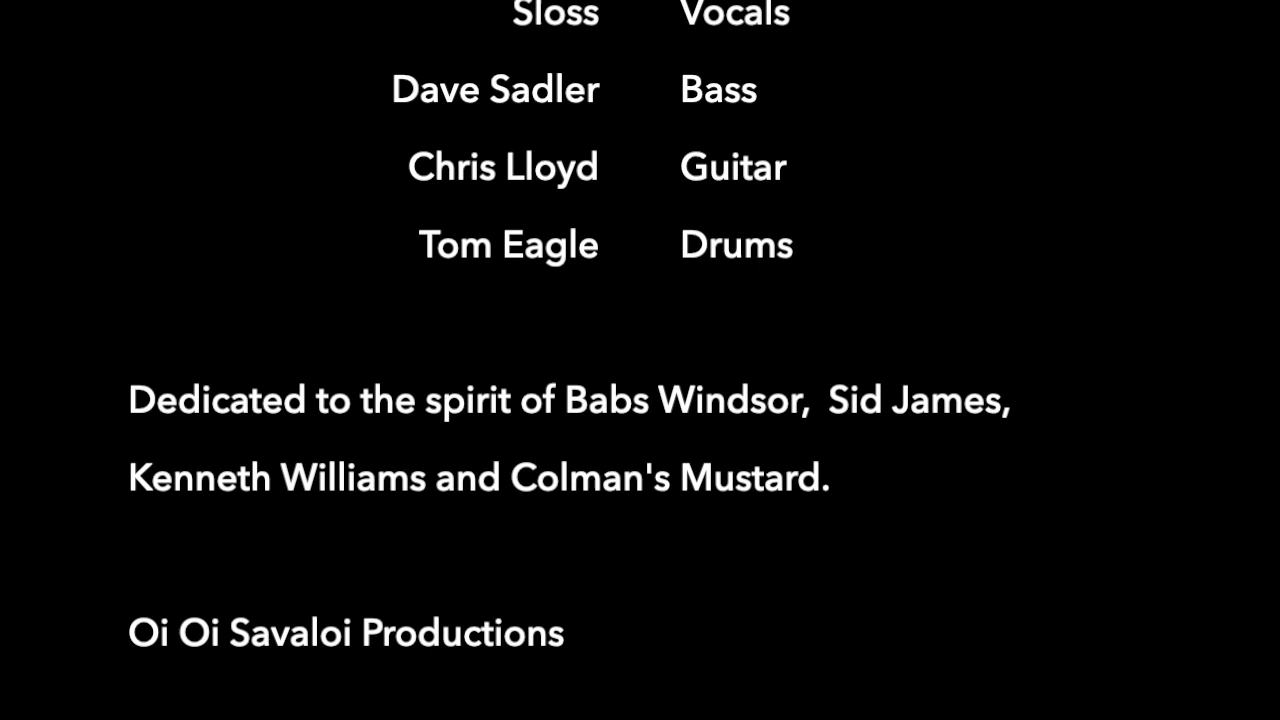 Sloss Vocals
Dave Sadler Bass
Chris Lloyd Guitar
Tom Eagle Drums
Dedicated to the spirit of Babs Windsor,  Sid James,
Kenneth Williams and Colman's Mustard.
Oi Oi Savaloi Productions